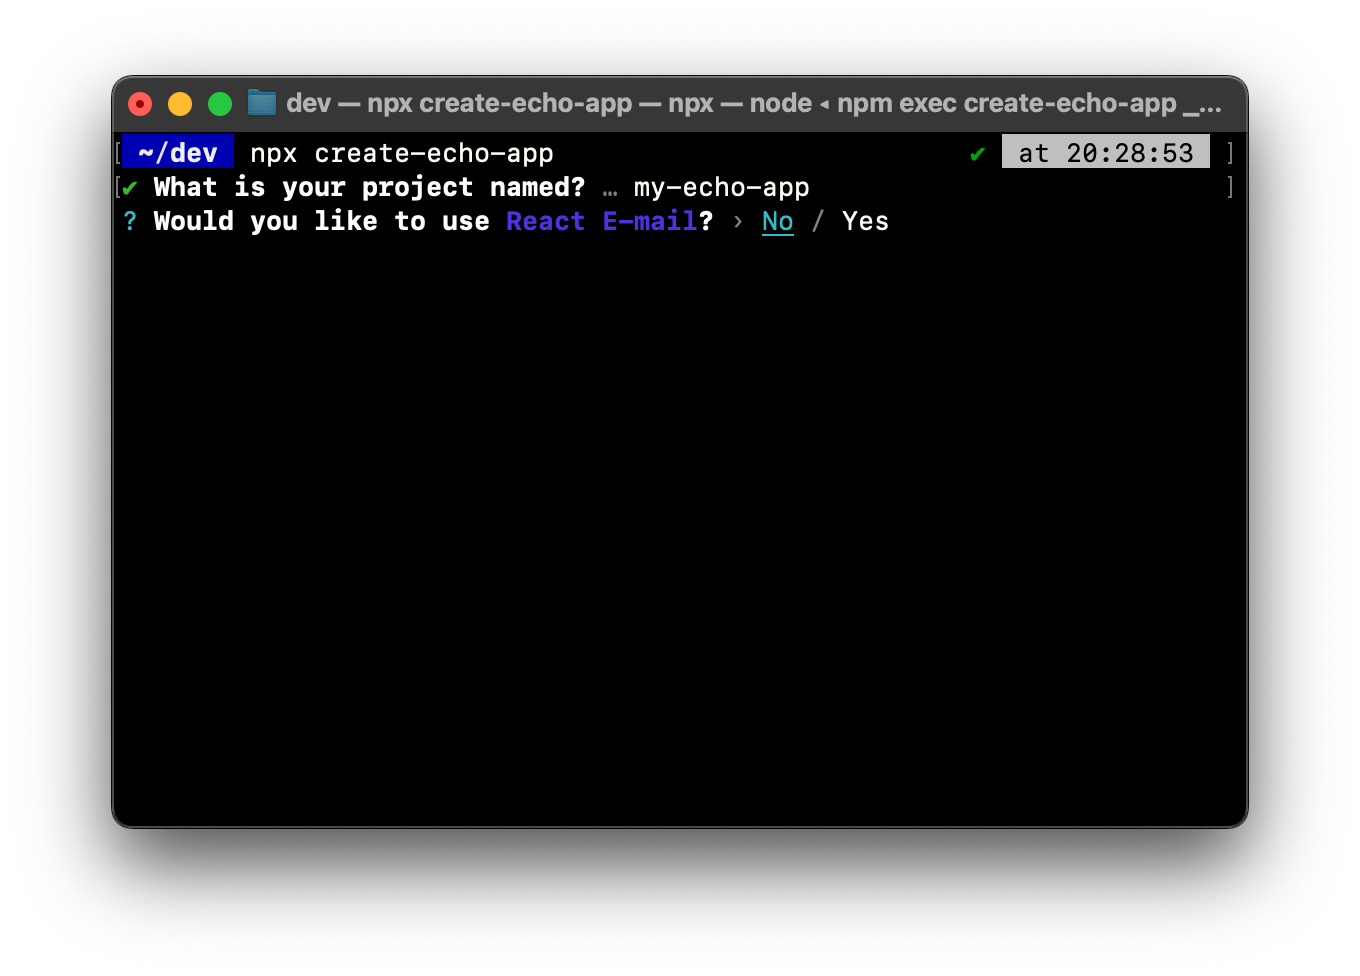 dev — npx create-echo-app — npx — node ◂ npm exec create-echo-app _...
[ ~/dev npx create-echo-app ✔ at 20:28:53 ]
[✔ What is your project named? … my-echo-app ]
? Would you like to use React E-mail? › No / Yes